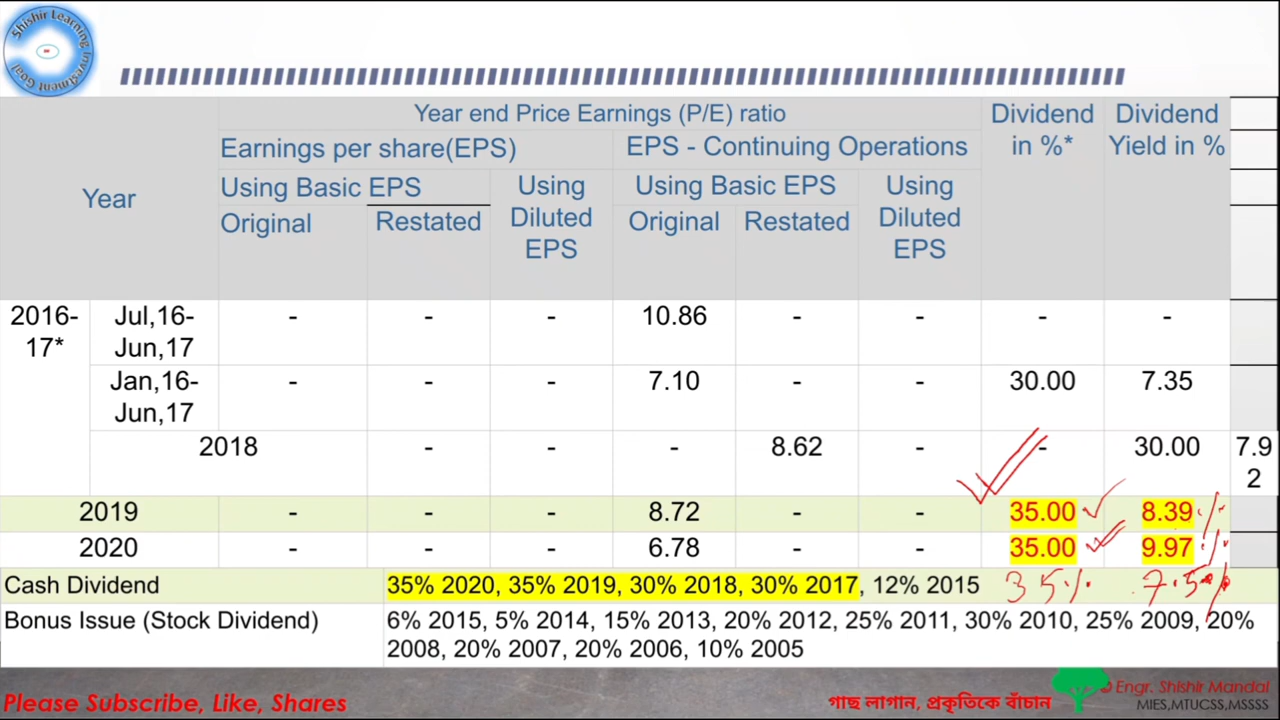 Shishir Learning
Investment Goal
Year end Price Earnings (P/E) ratio
Dividend in %*
Dividend Yield in %
Year
Earnings per share(EPS)
EPS - Continuing Operations
Using Basic EPS
Using Diluted EPS
Using Basic EPS
Using Diluted EPS
Original
Restated
Original
Restated
2016-17* Jul,16-Jun,17 - - - 10.86 - - - -
Jan,16-Jun,17 - - - 7.10 - - 30.00 7.35
2018 - - - 8.62 - - 30.00 7.92
2019 - - - 8.72 - - 35.00 8.39 %
2020 - - - 6.78 - - 35.00 9.97 %
Cash Dividend 35% 2020, 35% 2019, 30% 2018, 30% 2017, 12% 2015 35% 7.5%
Bonus Issue (Stock Dividend) 6% 2015, 5% 2014, 15% 2013, 20% 2012, 25% 2011, 30% 2010, 25% 2009, 20%
2008, 20% 2007, 20% 2006, 10% 2005
Please Subscribe, Like, Shares
গাছ লাগান, প্রকৃতিকে বাঁচান
© Engr. Shishir Mandal
MIES,MTUCSS,MSSSS